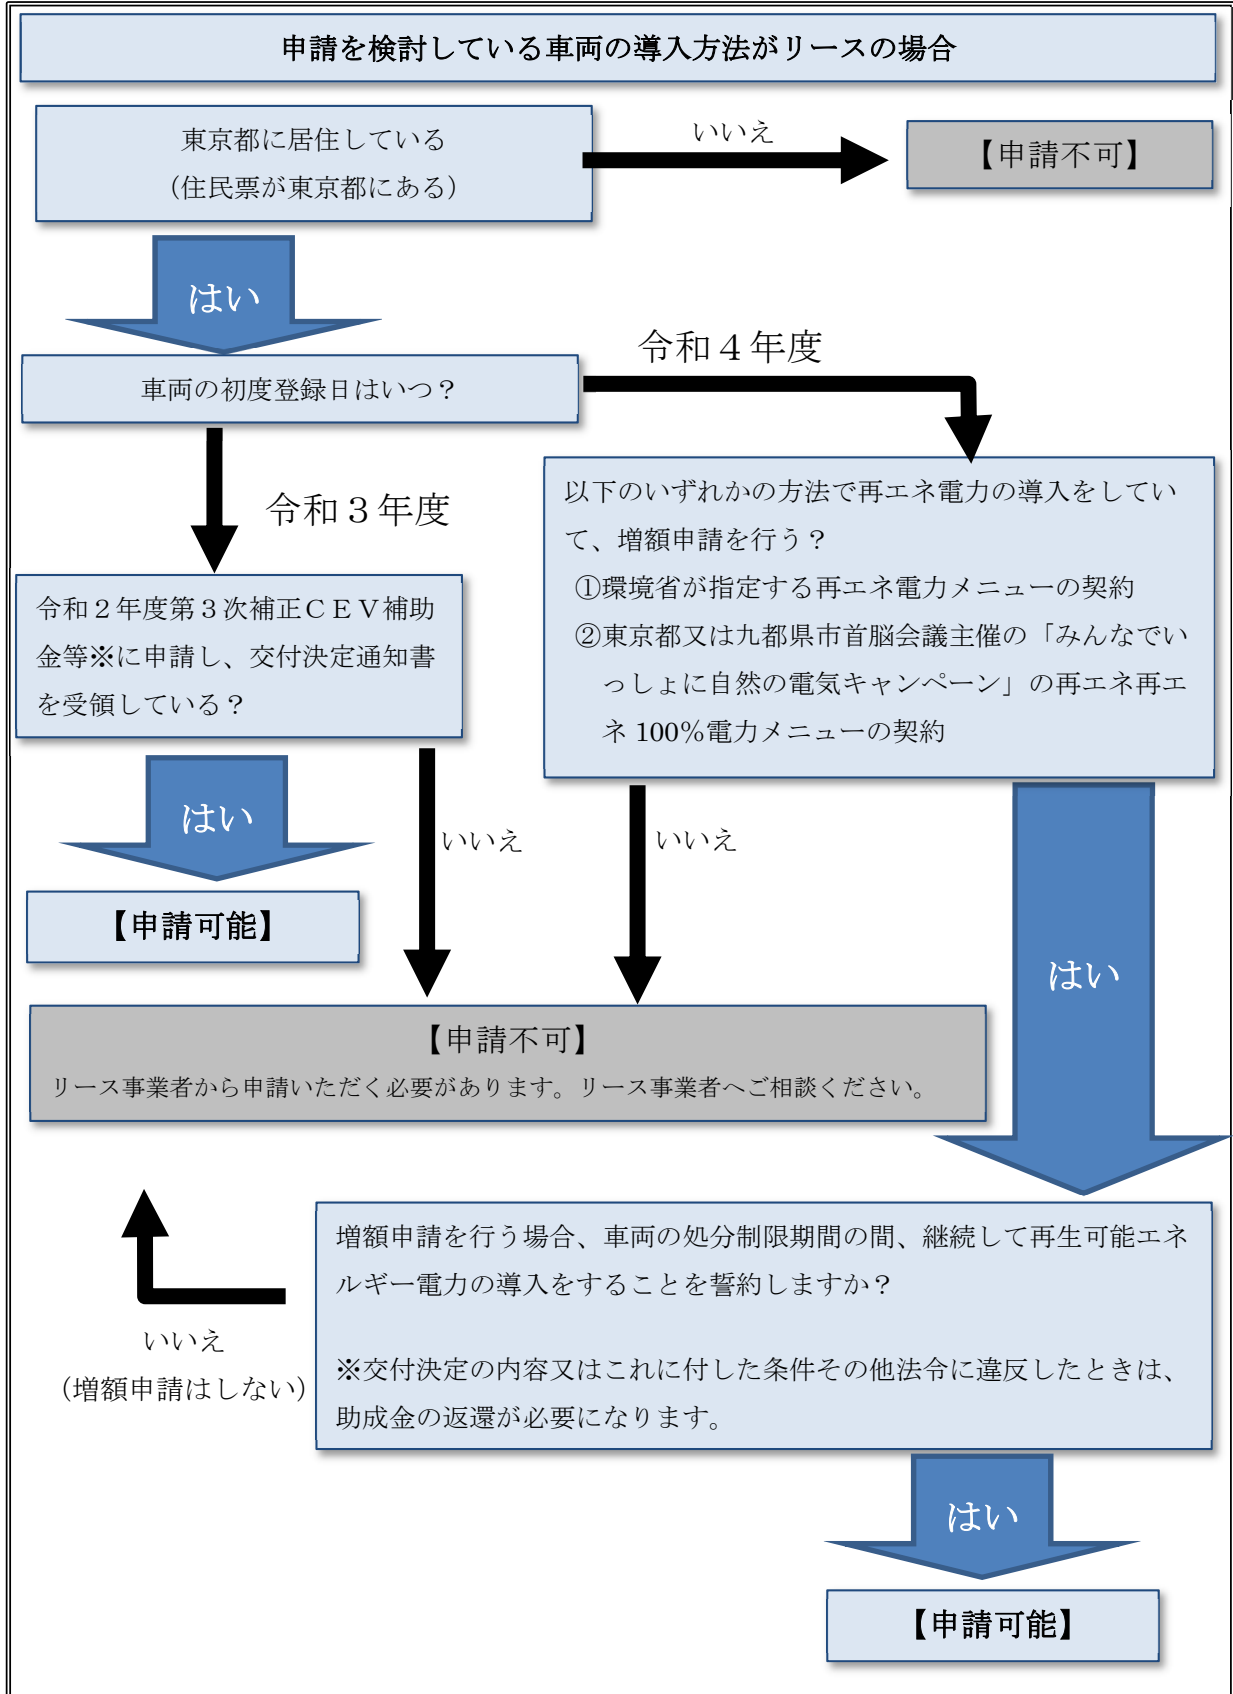 申請を検討している車両の導入方法がリースの場合
東京都に居住している
（住民票が東京都にある）
いいえ
【申請不可】
はい
車両の初度登録日はいつ？
令和４年度
令和３年度
以下のいずれかの方法で再エネ電力の導入をしてい
て、増額申請を行う？
①環境省が指定する再エネ電力メニューの契約
②東京都又は九都県市首脳会議主催の「みんなでい
っしょに自然の電気キャンペーン」の再エネ再エ
ネ 100％電力メニューの契約
令和２年度第３次補正ＣＥＶ補助
金等※に申請し、交付決定通知書
を受領している？
はい
いいえ
いいえ
【申請可能】
はい
【申請不可】
リース事業者から申請いただく必要があります。リース事業者へご相談ください。
増額申請を行う場合、車両の処分制限期間の間、継続して再生可能エネ
ルギー電力の導入をすることを誓約しますか？
※交付決定の内容又はこれに付した条件その他法令に違反したときは、
助成金の返還が必要になります。
いいえ
（増額申請はしない）
はい
【申請可能】